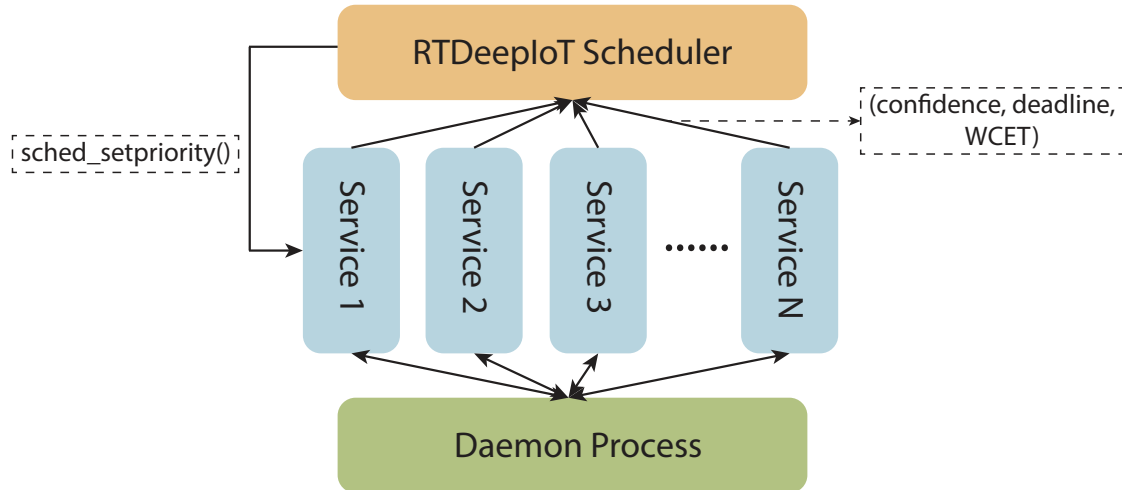 RTDeepIoT Scheduler
(confidence, deadline,
WCET)
sched_setpriority()
Service 1
Service 2
Service 3
••••••
Service N
Daemon Process